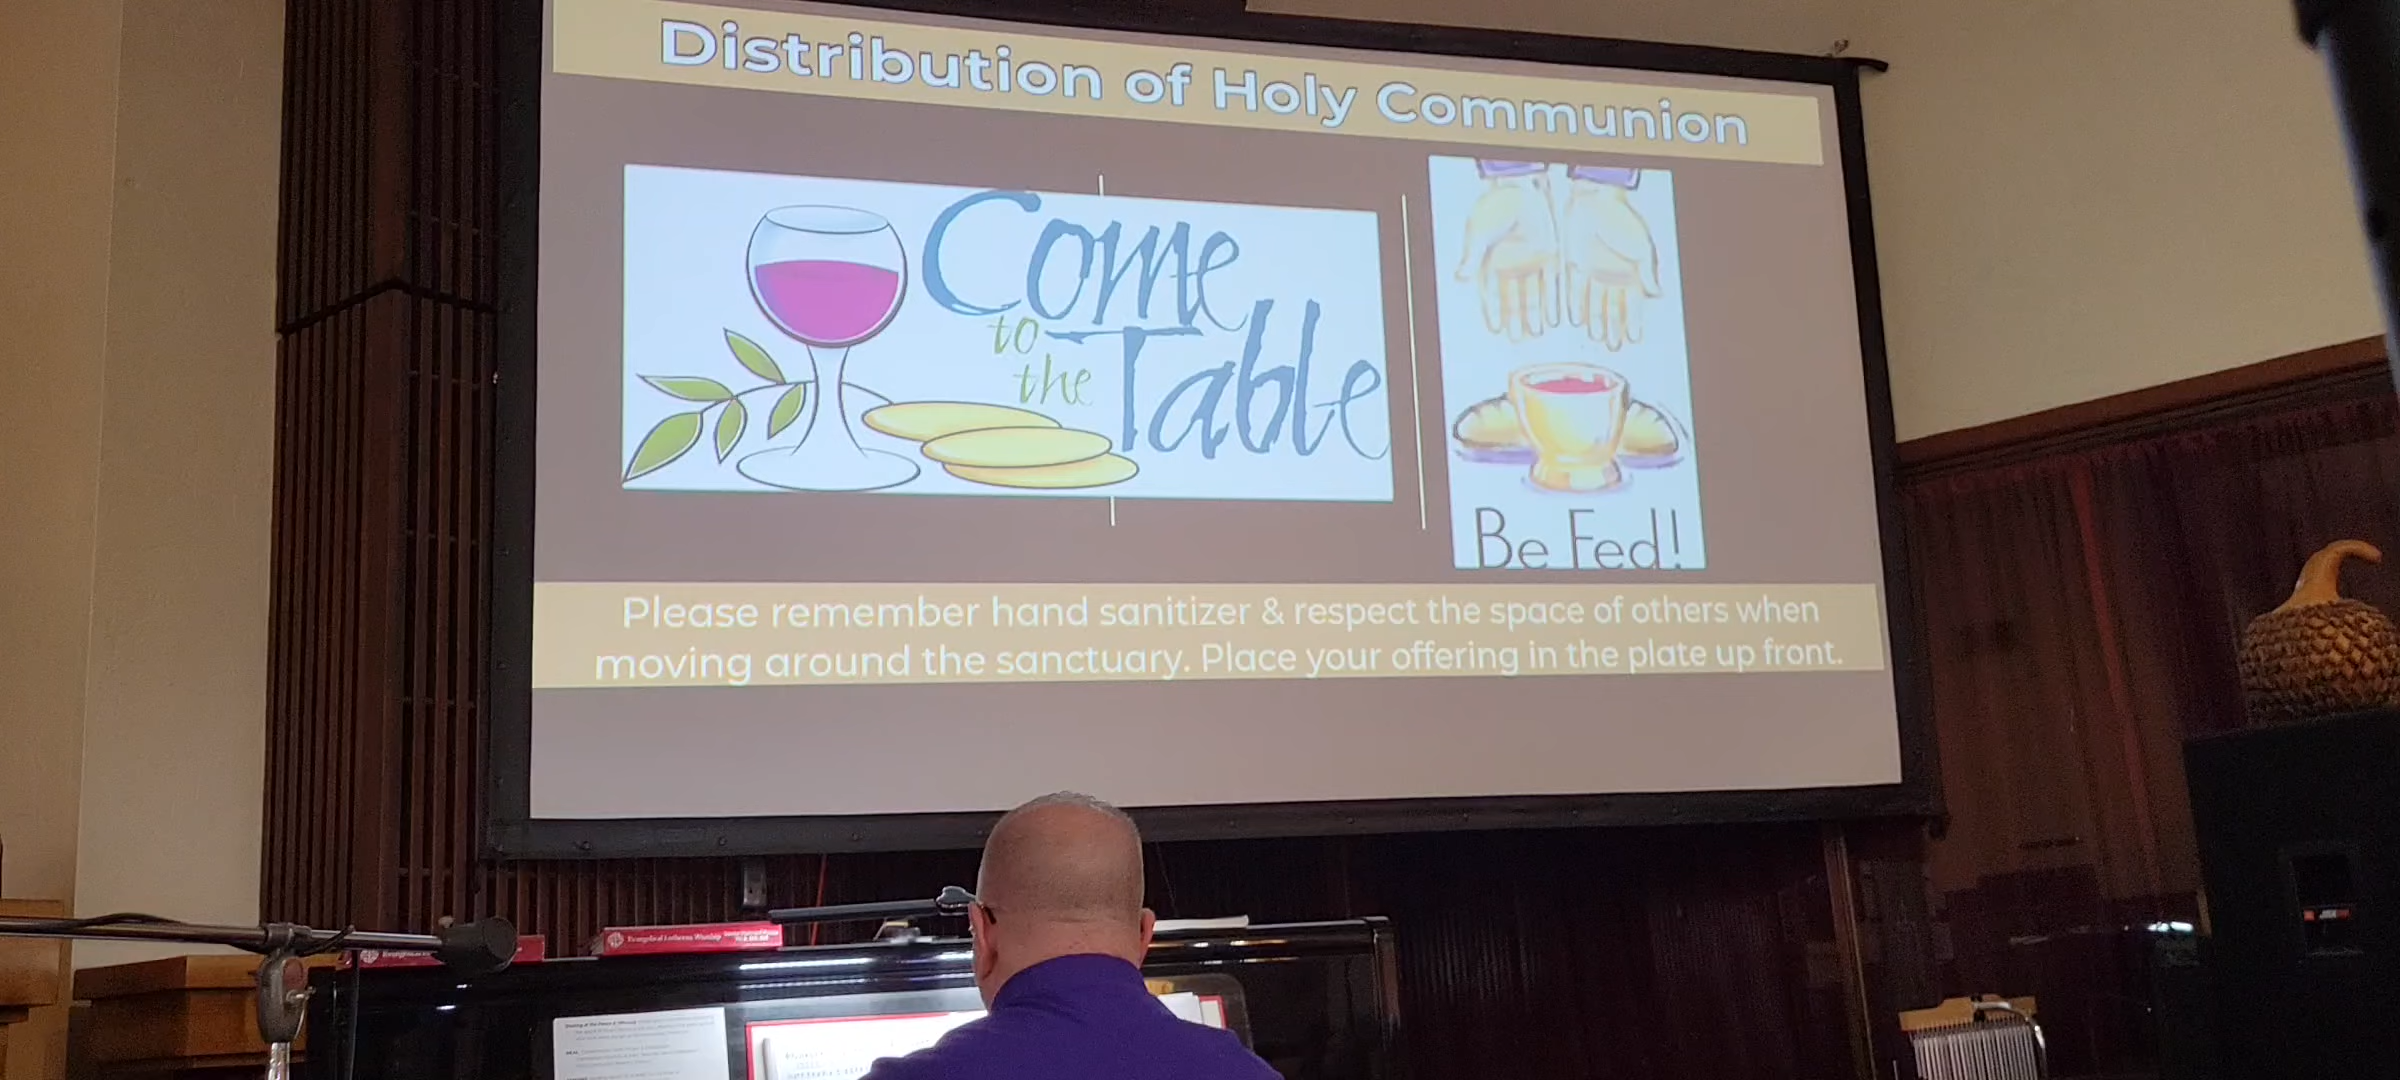 Distribution of Holy Communion
Come
to
the
Table
Be Fed!
Please remember hand sanitizer & respect the space of others when
moving around the sanctuary. Place your offering in the plate up front.
Evangelical Lutheran Worship